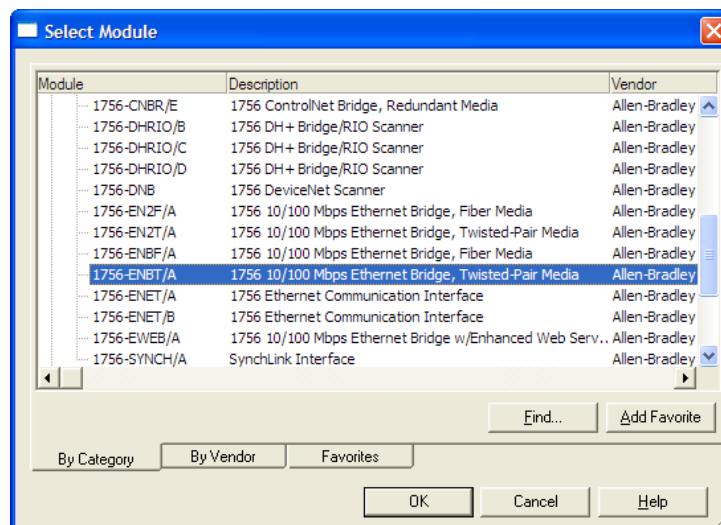 Select Module
Module Description Vendor
1756-CNBR/E 1756 ControlNet Bridge, Redundant Media Allen-Bradley
1756-DHRIO/B 1756 DH+ Bridge/RIO Scanner Allen-Bradley
1756-DHRIO/C 1756 DH+ Bridge/RIO Scanner Allen-Bradley
1756-DHRIO/D 1756 DH+ Bridge/RIO Scanner Allen-Bradley
1756-DNB 1756 DeviceNet Scanner Allen-Bradley
1756-EN2F/A 1756 10/100 Mbps Ethernet Bridge, Fiber Media Allen-Bradley
1756-EN2T/A 1756 10/100 Mbps Ethernet Bridge, Twisted-Pair Media Allen-Bradley
1756-ENBF/A 1756 10/100 Mbps Ethernet Bridge, Fiber Media Allen-Bradley
1756-ENBT/A 1756 10/100 Mbps Ethernet Bridge, Twisted-Pair Media Allen-Bradley
1756-ENET/A 1756 Ethernet Communication Interface Allen-Bradley
1756-ENET/B 1756 Ethernet Communication Interface Allen-Bradley
1756-EWEB/A 1756 10/100 Mbps Ethernet Bridge w/Enhanced Web Serv... Allen-Bradley
1756-SYNCH/A SynchLink Interface Allen-Bradley
Find... Add Favorite
By Category By Vendor Favorites
OK Cancel Help